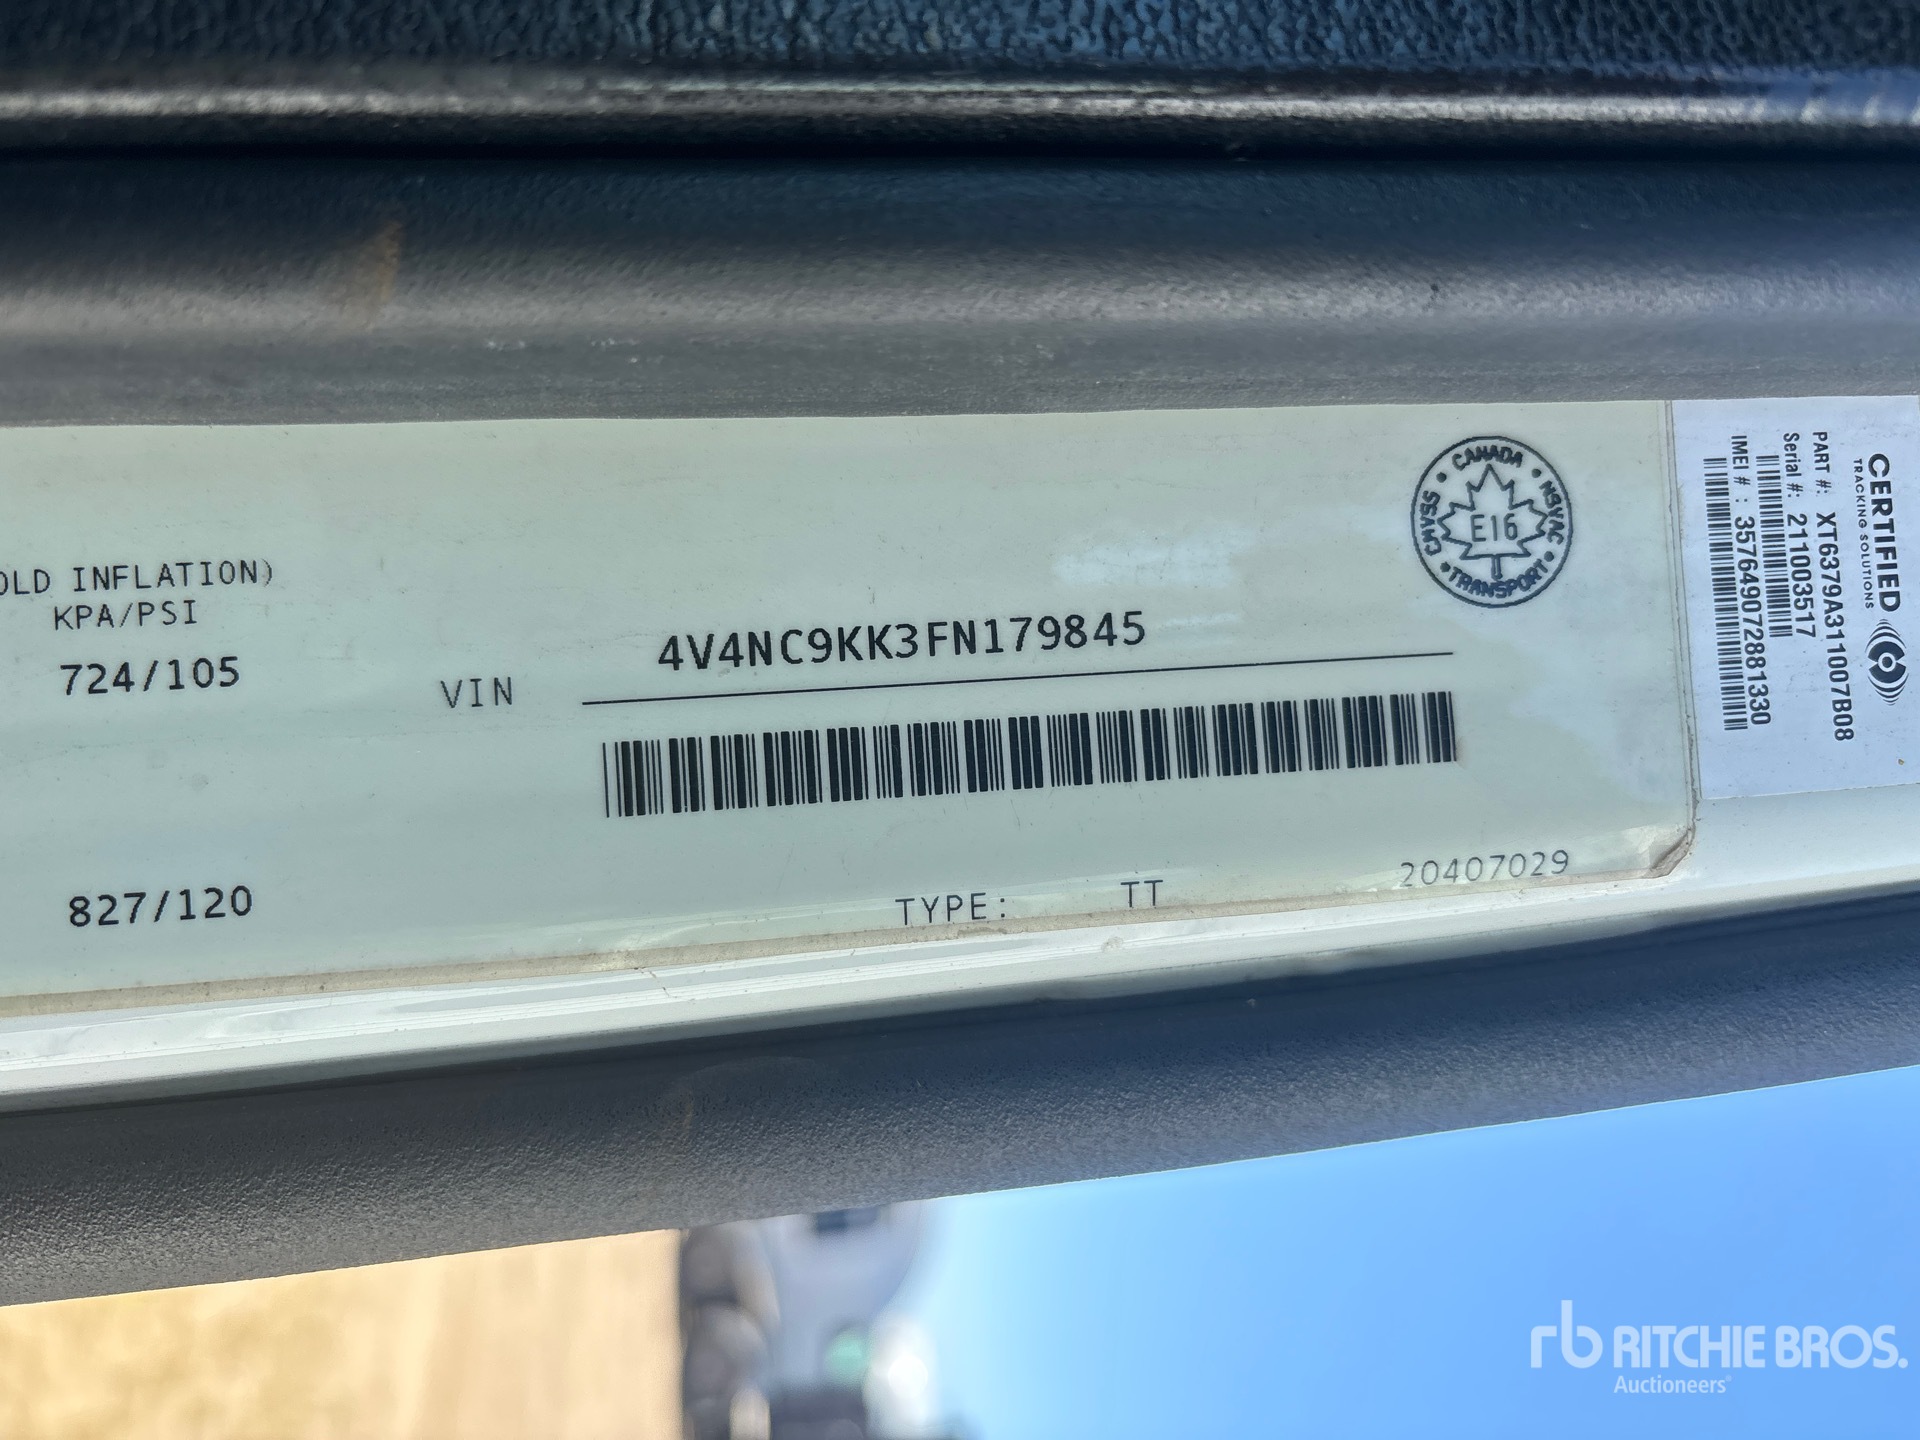 OLD INFLATION)
KPA/PSI
724/105
827/120
VIN
4V4NC9KK3FN179845
TYPE: TT
20407029
CANADA
CMVSS
NSVAC
E16
TRANSPORT
CERTIFIED
TRACKING SOLUTIONS
PART #: XT6379A311007B08
Serial #: 211003517
IMEI # : 357649072881330
rb RITCHIE BROS.
Auctioneers